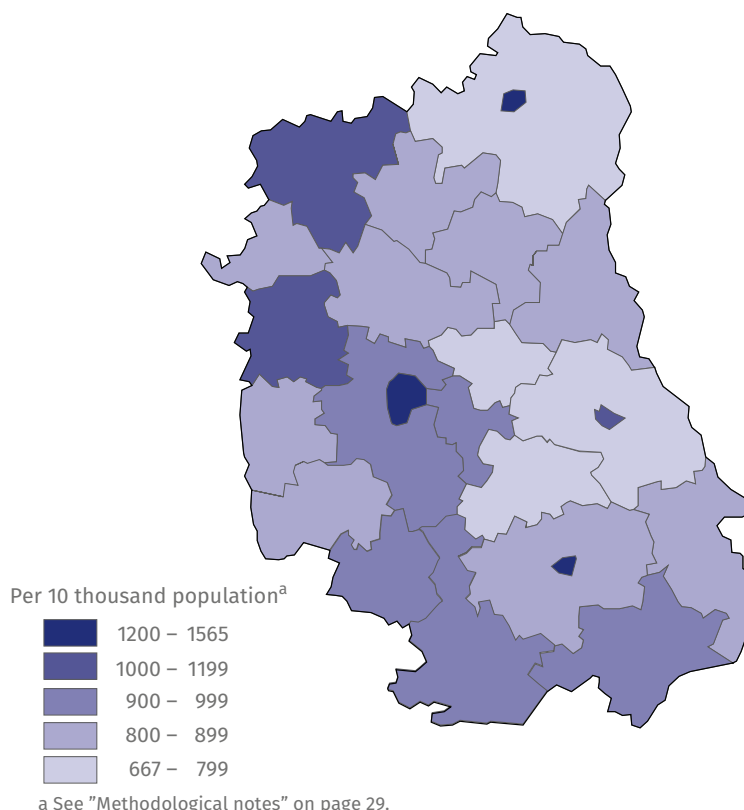 Per 10 thousand populationa
1200 – 1565
1000 – 1199
900 – 999
800 – 899
667 – 799
a See ”Methodological notes” on page 29.